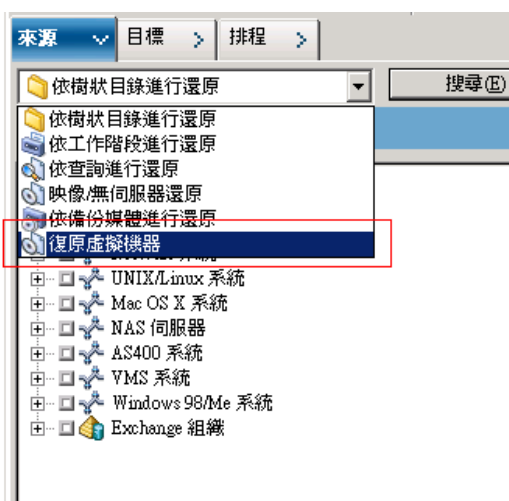 來源 目標 排程
依樹狀目錄進行還原 搜尋(E)
依樹狀目錄進行還原
依工作階段進行還原
依查詢進行還原
映像/無伺服器還原
依備份媒體進行還原
復原虛擬機器
UNIX/Linux 系統
Mac OS X 系統
NAS 伺服器
AS400 系統
VMS 系統
Windows 98/Me 系統
Exchange 組織